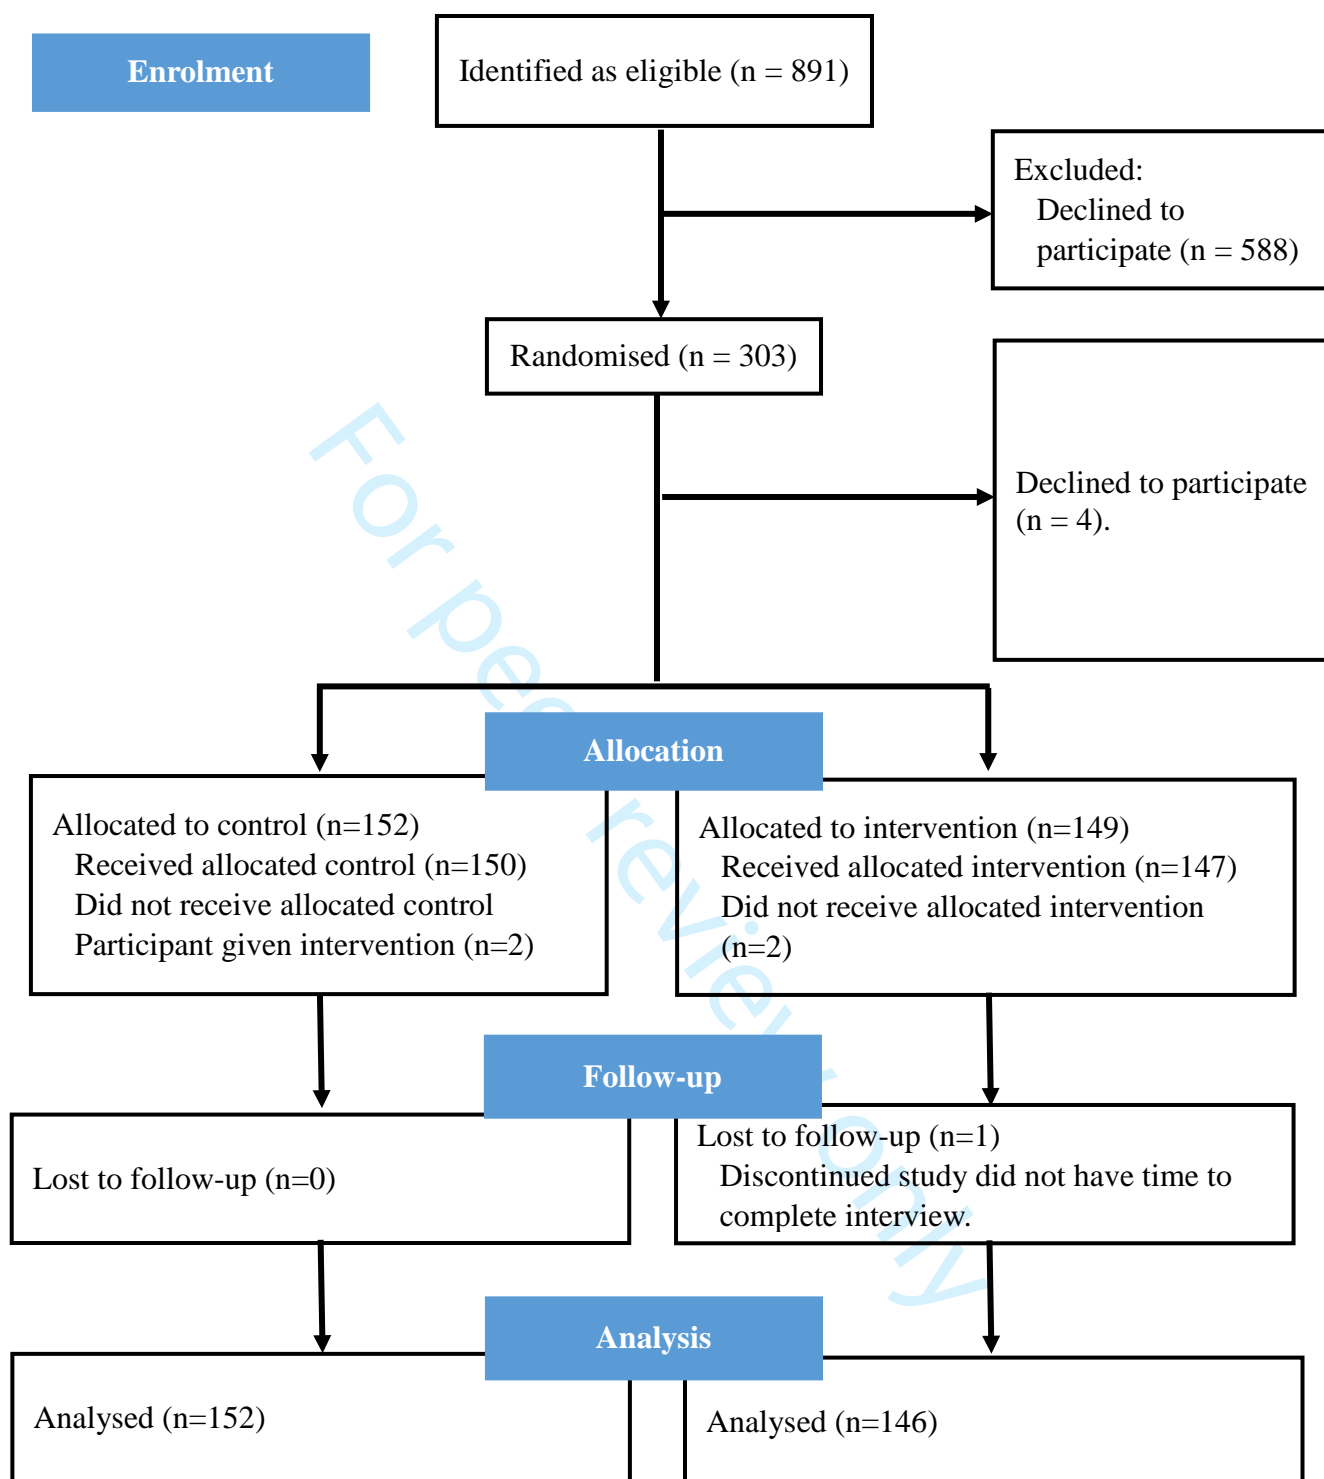 Enrolment
Identified as eligible (n = 891)
Excluded:
Declined to
participate (n = 588)
Randomised (n = 303)
Declined to participate
(n = 4).
Allocation
Allocated to control (n=152)
Received allocated control (n=150)
Did not receive allocated control
Participant given intervention (n=2)
Allocated to intervention (n=149)
Received allocated intervention (n=147)
Did not receive allocated intervention
(n=2)
Follow-up
Lost to follow-up (n=0)
Lost to follow-up (n=1)
Discontinued study did not have time to
complete interview.
Analysis
Analysed (n=152)
Analysed (n=146)
For peer review only